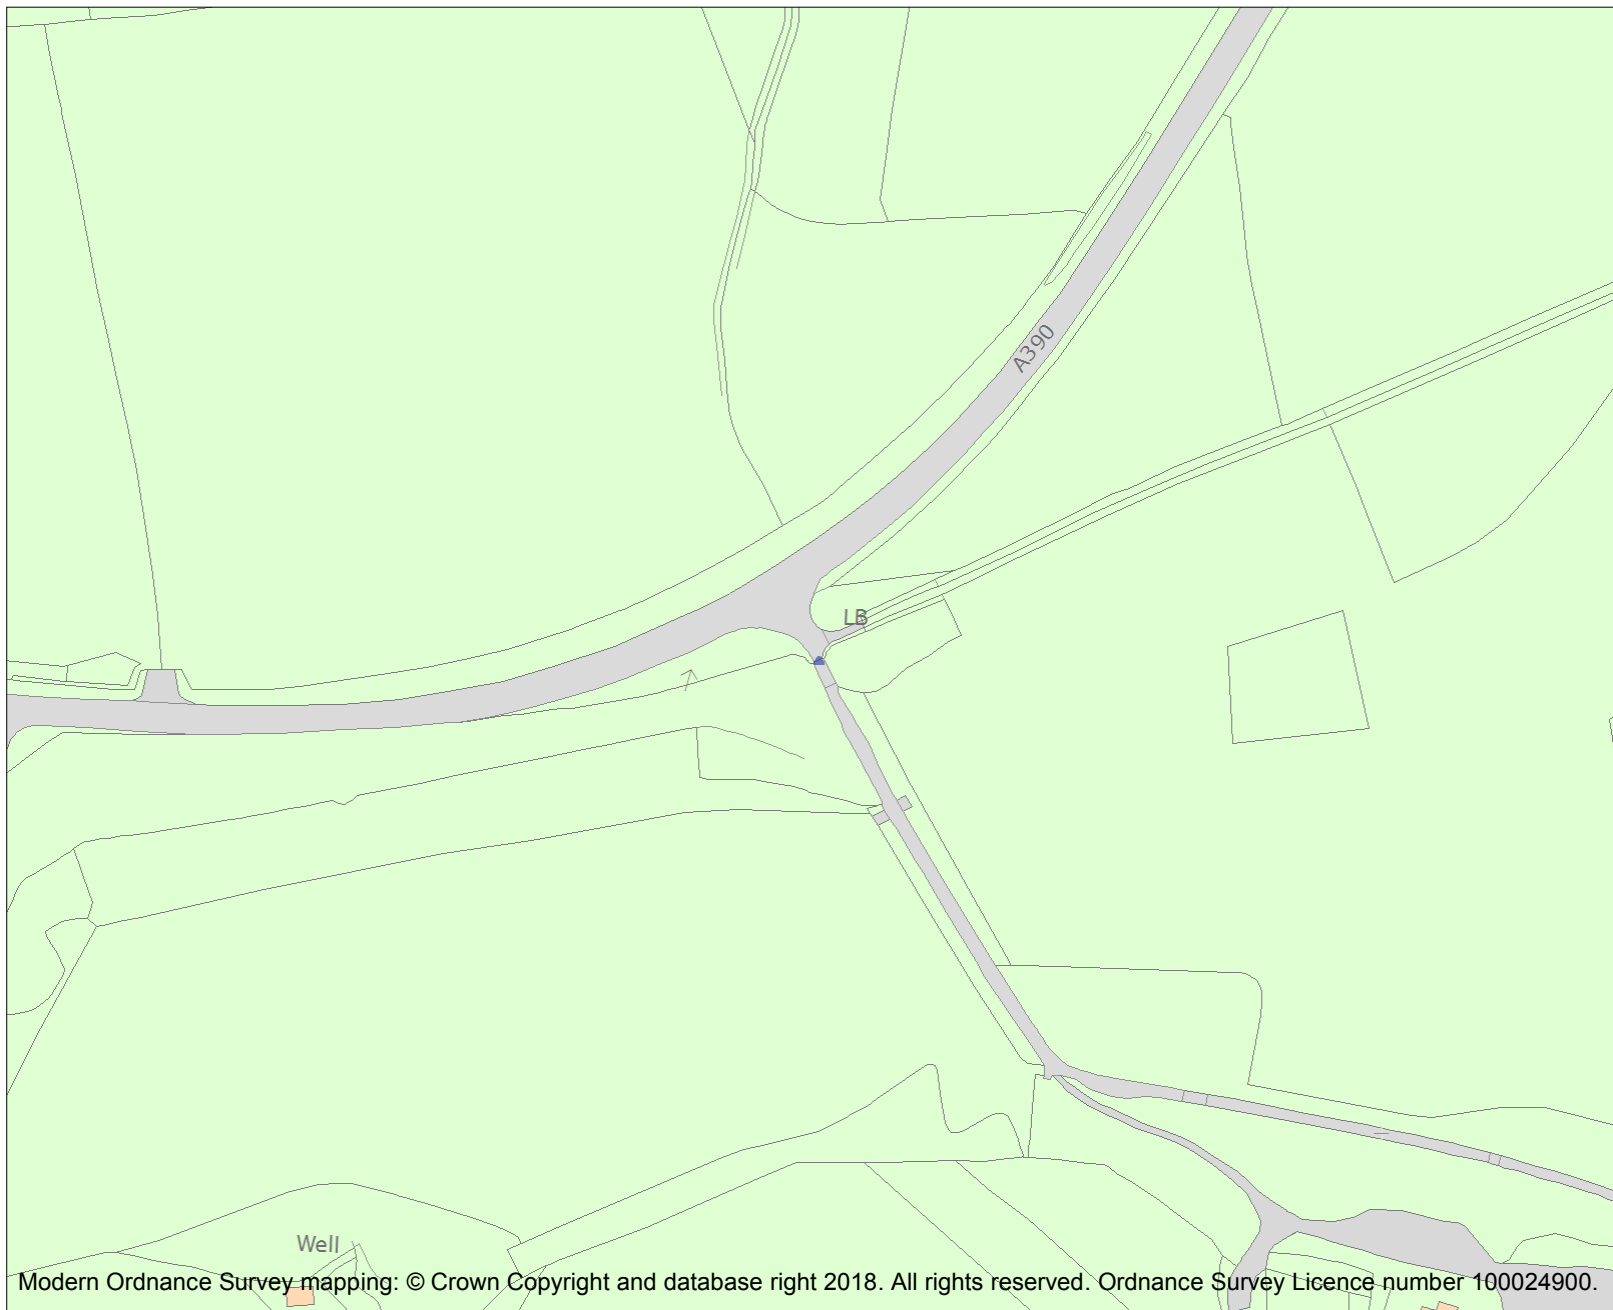 A390
LB
Well
Modern Ordnance Survey mapping: © Crown Copyright and database right 2018. All rights reserved. Ordnance Survey Licence number 100024900.